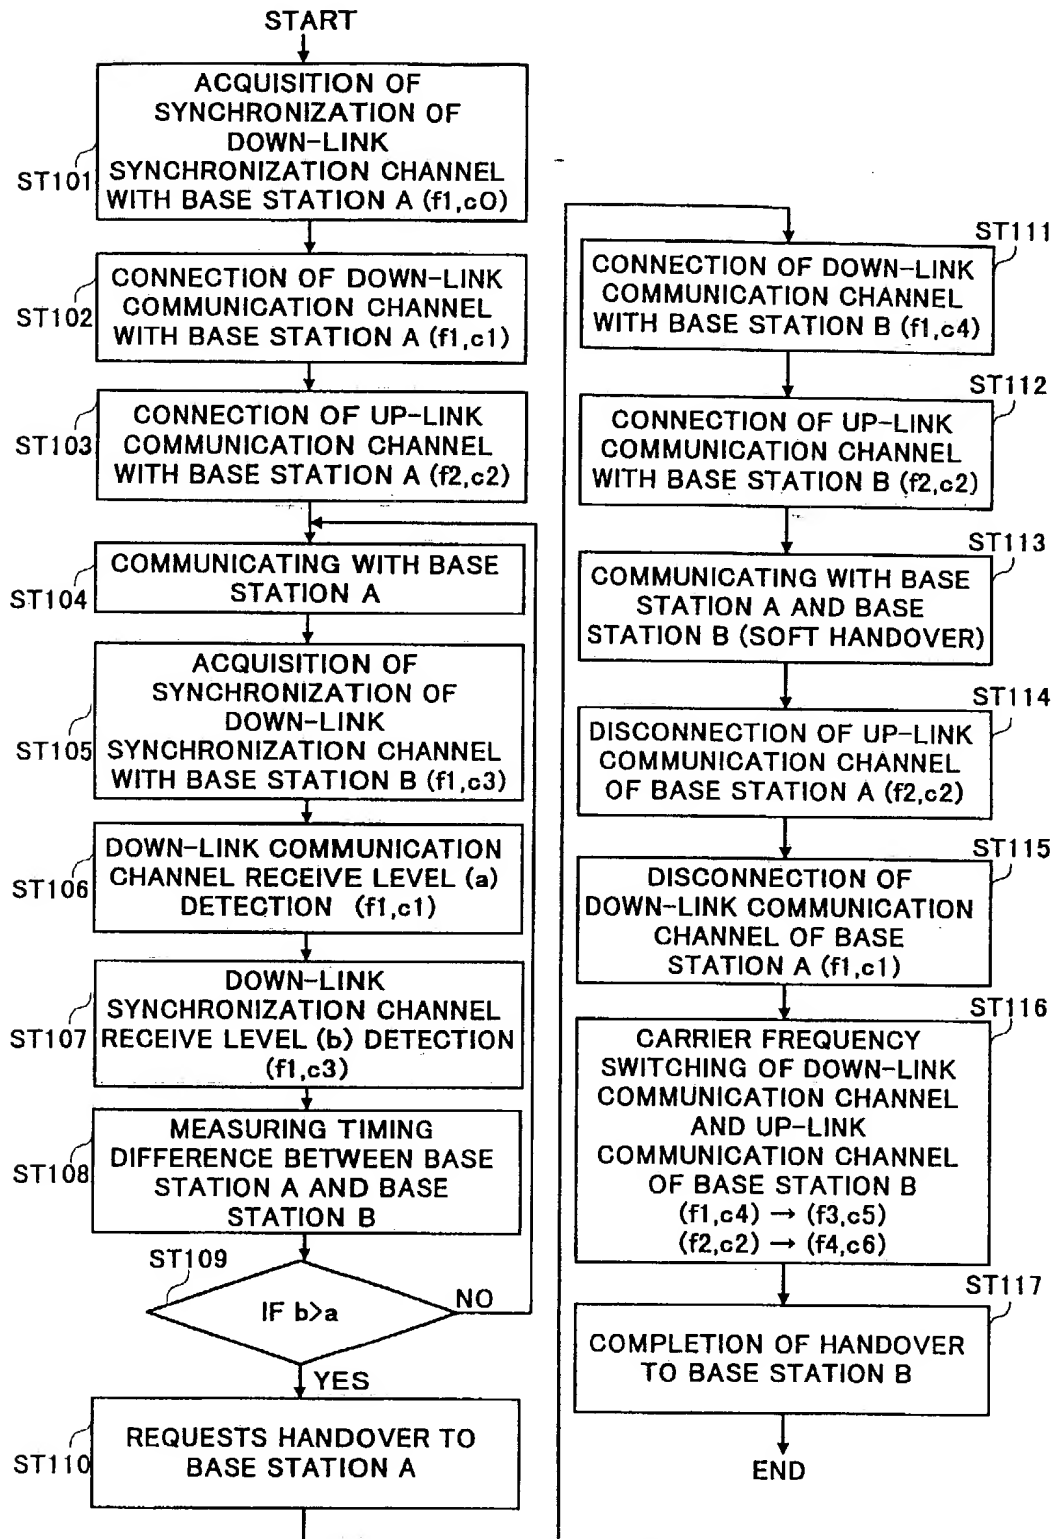 START
ACQUISITION OF
SYNCHRONIZATION OF
DOWN-LINK
SYNCHRONIZATION CHANNEL
WITH BASE STATION A (f1,c0)
ST101
CONNECTION OF DOWN-LINK
COMMUNICATION CHANNEL
WITH BASE STATION A (f1,c1)
ST102
CONNECTION OF UP-LINK
COMMUNICATION CHANNEL
WITH BASE STATION A (f2,c2)
ST103
COMMUNICATING WITH BASE
STATION A
ST104
ACQUISITION OF
SYNCHRONIZATION OF
DOWN-LINK
SYNCHRONIZATION CHANNEL
WITH BASE STATION B (f1,c3)
ST105
DOWN-LINK COMMUNICATION
CHANNEL RECEIVE LEVEL (a)
DETECTION (f1,c1)
ST106
DOWN-LINK
SYNCHRONIZATION CHANNEL
RECEIVE LEVEL (b) DETECTION
(f1,c3)
ST107
MEASURING TIMING
DIFFERENCE BETWEEN BASE
STATION A AND BASE
STATION B
ST108
ST109
IF b>a
NO
YES
REQUESTS HANDOVER TO
BASE STATION A
ST110
ST111
CONNECTION OF DOWN-LINK
COMMUNICATION CHANNEL
WITH BASE STATION B (f1,c4)
ST112
CONNECTION OF UP-LINK
COMMUNICATION CHANNEL
WITH BASE STATION B (f2,c2)
ST113
COMMUNICATING WITH BASE
STATION A AND BASE
STATION B (SOFT HANDOVER)
ST114
DISCONNECTION OF UP-LINK
COMMUNICATION CHANNEL
OF BASE STATION A (f2,c2)
ST115
DISCONNECTION OF
DOWN-LINK COMMUNICATION
CHANNEL OF BASE
STATION A (f1,c1)
ST116
CARRIER FREQUENCY
SWITCHING OF DOWN-LINK
COMMUNICATION CHANNEL
AND UP-LINK
COMMUNICATION CHANNEL
OF BASE STATION B
(f1,c4) → (f3,c5)
(f2,c2) → (f4,c6)
ST117
COMPLETION OF HANDOVER
TO BASE STATION B
END